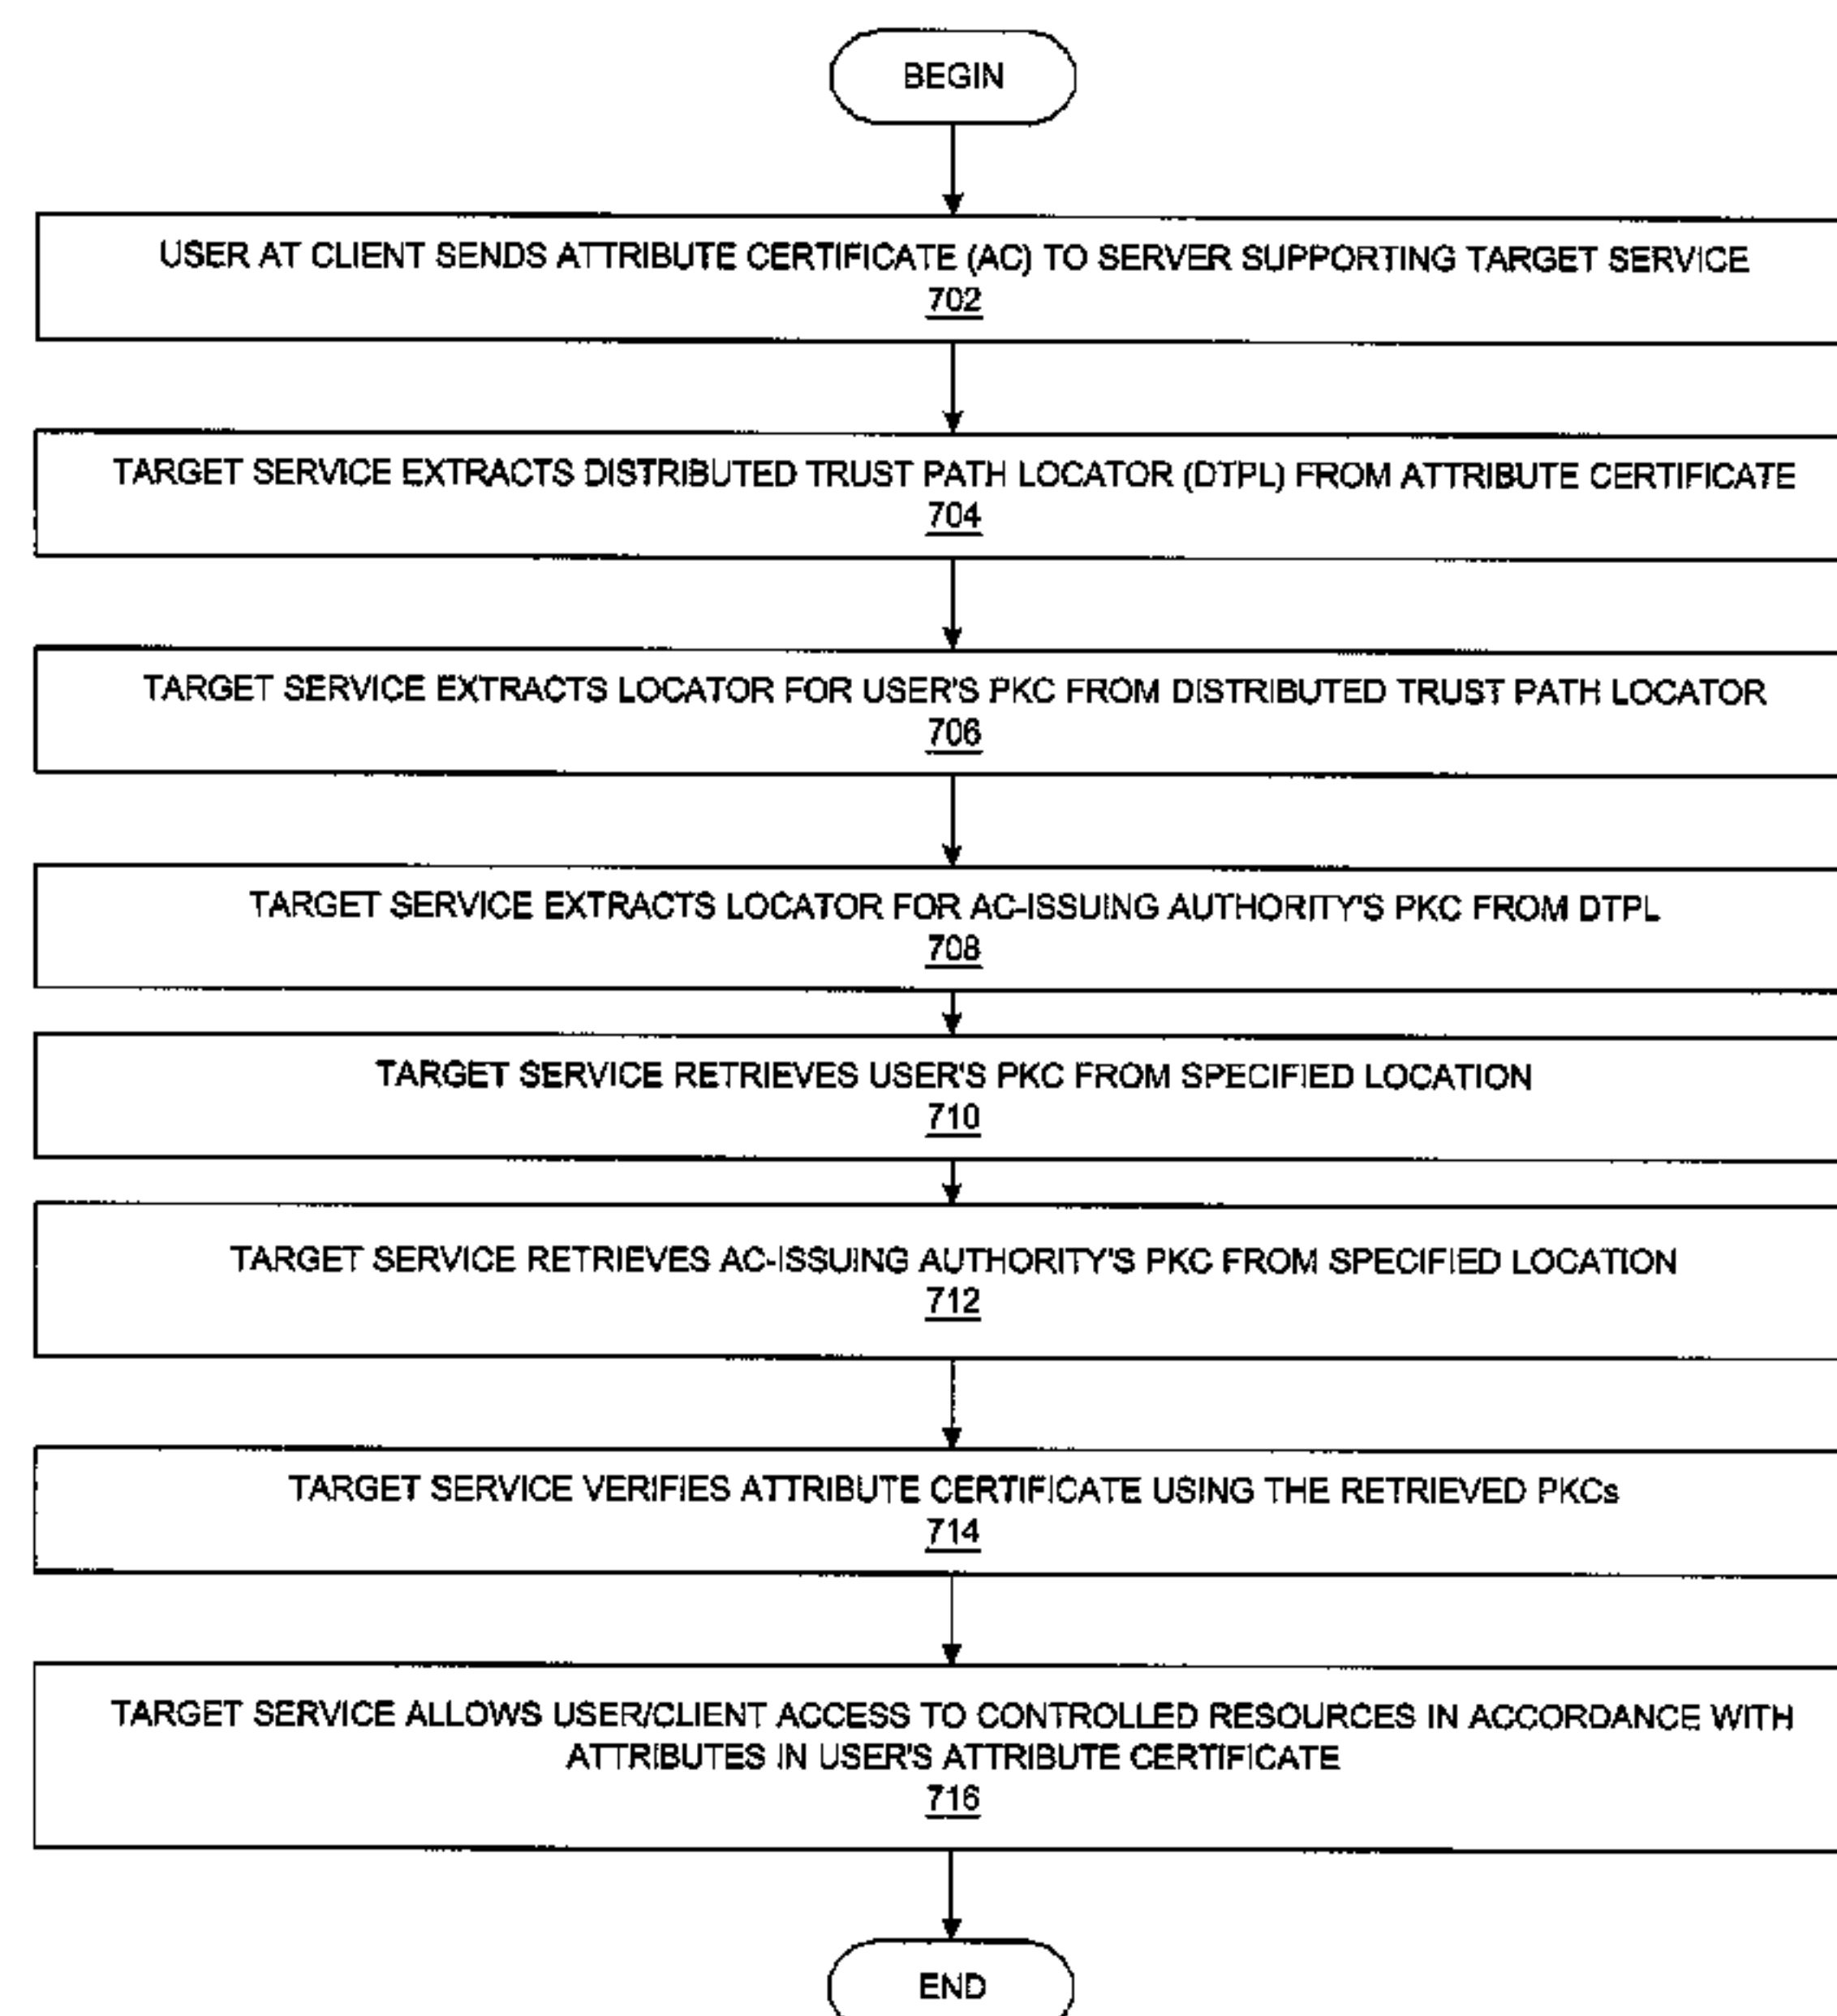 BEGIN
USER AT CLIENT SENDS ATTRIBUTE CERTIFICATE (AC) TO SERVER SUPPORTING TARGET SERVICE
702
TARGET SERVICE EXTRACTS DISTRIBUTED TRUST PATH LOCATOR (DTPL) FROM ATTRIBUTE CERTIFICATE
704
TARGET SERVICE EXTRACTS LOCATOR FOR USER'S PKC FROM DISTRIBUTED TRUST PATH LOCATOR
706
TARGET SERVICE EXTRACTS LOCATOR FOR AC-ISSUING AUTHORITY'S PKC FROM DTPL
708
TARGET SERVICE RETRIEVES USER'S PKC FROM SPECIFIED LOCATION
710
TARGET SERVICE RETRIEVES AC-ISSUING AUTHORITY'S PKC FROM SPECIFIED LOCATION
712
TARGET SERVICE VERIFIES ATTRIBUTE CERTIFICATE USING THE RETRIEVED PKCs
714
TARGET SERVICE ALLOWS USER/CLIENT ACCESS TO CONTROLLED RESOURCES IN ACCORDANCE WITH
ATTRIBUTES IN USER'S ATTRIBUTE CERTIFICATE
716
END